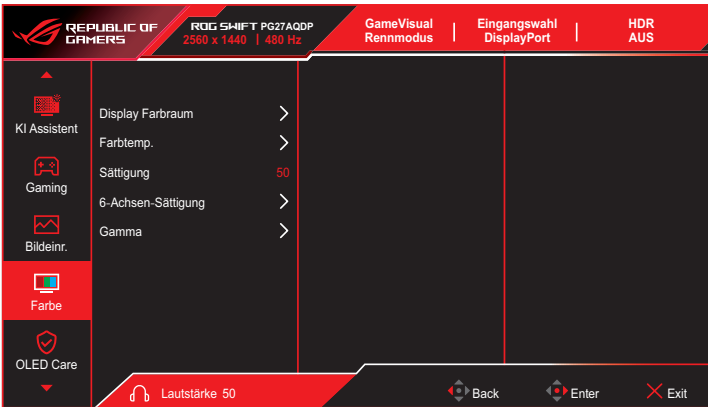 REPUBLIC OF
GAMERS
ROG SWIFT PG27AQDP
2560 x 1440 | 480 Hz
GameVisual
Rennmodus
Eingangswahl
DisplayPort
HDR
AUS
KI Assistent
Gaming
Bildeinr.
Farbe
OLED Care
Display Farbraum
Farbtemp.
Sättigung 50
6-Achsen-Sättigung
Gamma
Lautstärke 50
Back
Enter
Exit